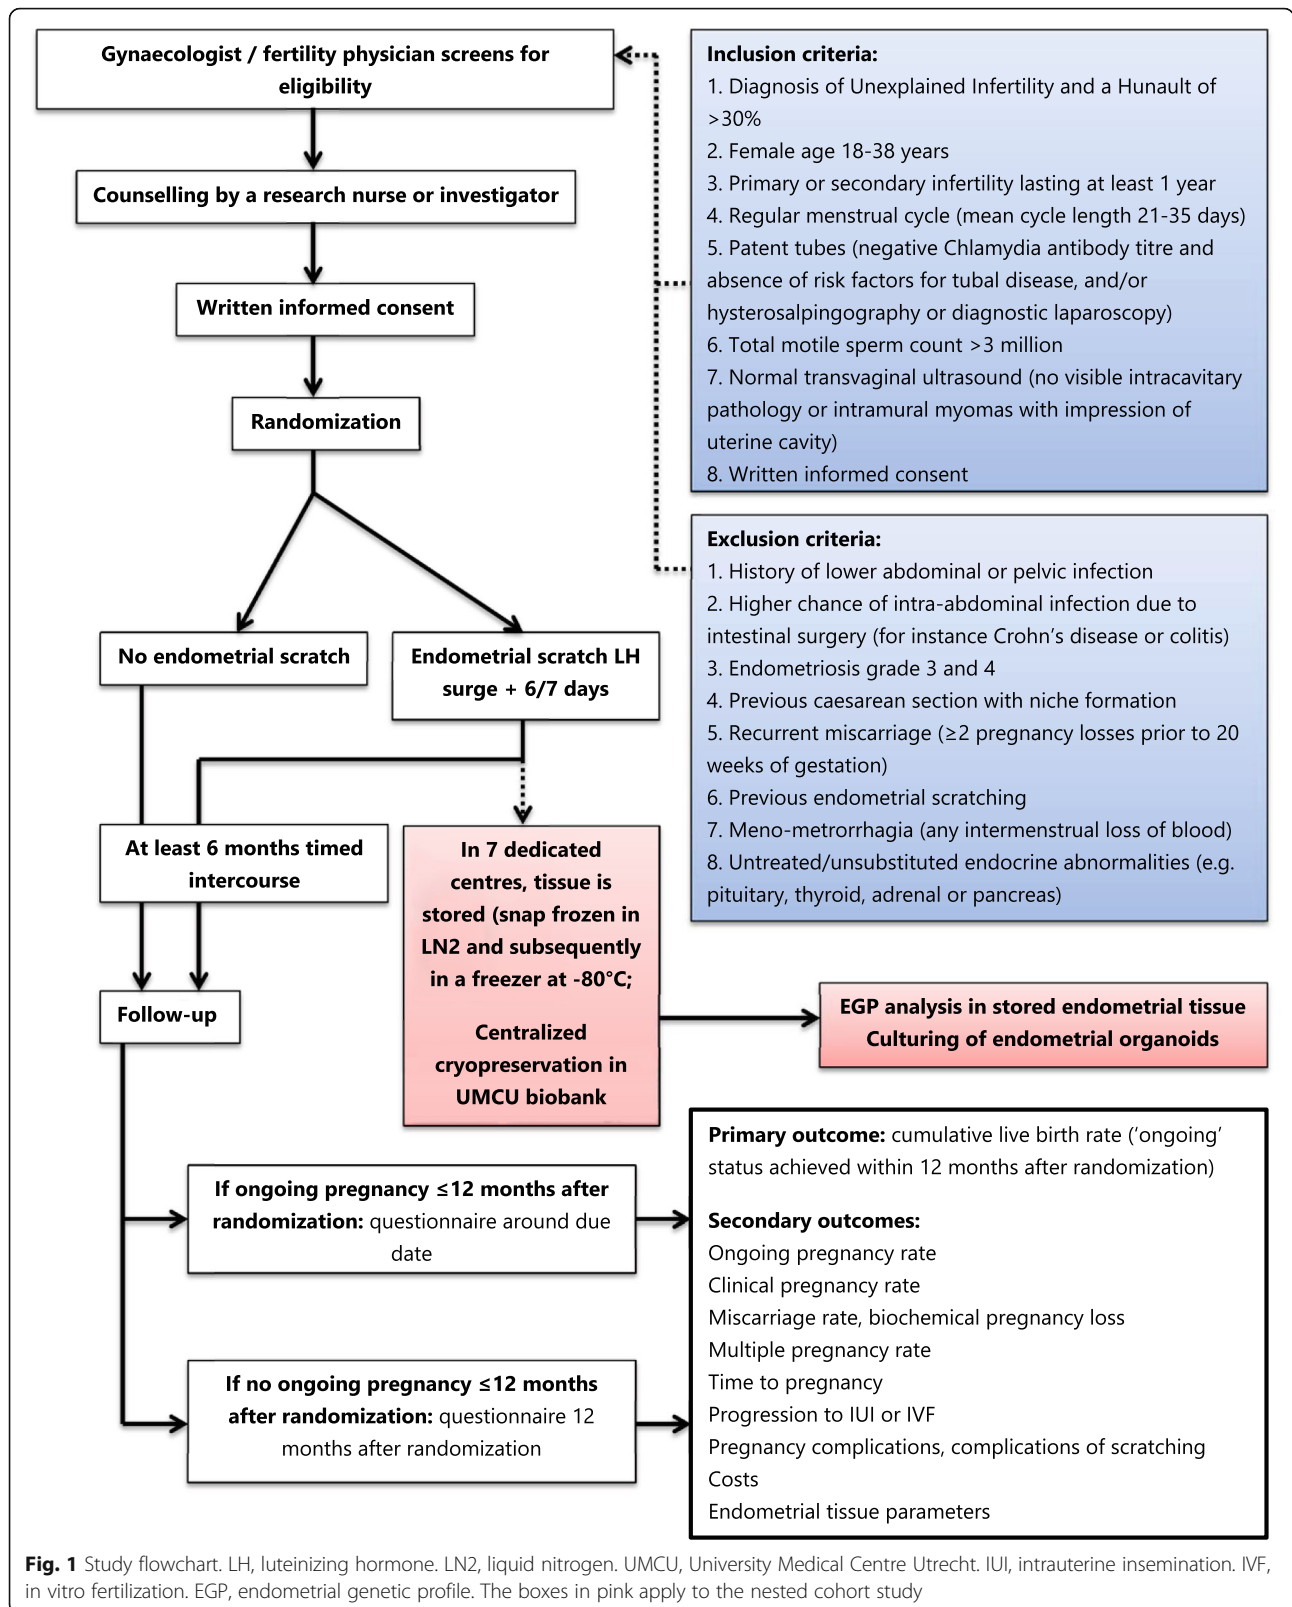 Gynaecologist / fertility physician screens for
eligibility
Counselling by a research nurse or investigator
Written informed consent
Randomization
No endometrial scratch
Endometrial scratch LH
surge + 6/7 days
At least 6 months timed
intercourse
Follow-up
In 7 dedicated
centres, tissue is
stored (snap frozen in
LN2 and subsequently
in a freezer at -80°C;
Centralized
cryopreservation in
UMCU biobank
Inclusion criteria:
1. Diagnosis of Unexplained Infertility and a Hunault of
>30%
2. Female age 18-38 years
3. Primary or secondary infertility lasting at least 1 year
4. Regular menstrual cycle (mean cycle length 21-35 days)
5. Patent tubes (negative Chlamydia antibody titre and
absence of risk factors for tubal disease, and/or
hysterosalpingography or diagnostic laparoscopy)
6. Total motile sperm count >3 million
7. Normal transvaginal ultrasound (no visible intracavitary
pathology or intramural myomas with impression of
uterine cavity)
8. Written informed consent
Exclusion criteria:
1. History of lower abdominal or pelvic infection
2. Higher chance of intra-abdominal infection due to
intestinal surgery (for instance Crohn’s disease or colitis)
3. Endometriosis grade 3 and 4
4. Previous caesarean section with niche formation
5. Recurrent miscarriage (≥2 pregnancy losses prior to 20
weeks of gestation)
6. Previous endometrial scratching
7. Meno-metrorrhagia (any intermenstrual loss of blood)
8. Untreated/unsubstituted endocrine abnormalities (e.g.
pituitary, thyroid, adrenal or pancreas)
EGP analysis in stored endometrial tissue
Culturing of endometrial organoids
If ongoing pregnancy ≤12 months after
randomization: questionnaire around due
date
If no ongoing pregnancy ≤12 months
after randomization: questionnaire 12
months after randomization
Primary outcome: cumulative live birth rate (‘ongoing’
status achieved within 12 months after randomization)
Secondary outcomes:
Ongoing pregnancy rate
Clinical pregnancy rate
Miscarriage rate, biochemical pregnancy loss
Multiple pregnancy rate
Time to pregnancy
Progression to IUI or IVF
Pregnancy complications, complications of scratching
Costs
Endometrial tissue parameters
Fig. 1 Study flowchart. LH, luteinizing hormone. LN2, liquid nitrogen. UMCU, University Medical Centre Utrecht. IUI, intrauterine insemination. IVF,
in vitro fertilization. EGP, endometrial genetic profile. The boxes in pink apply to the nested cohort study